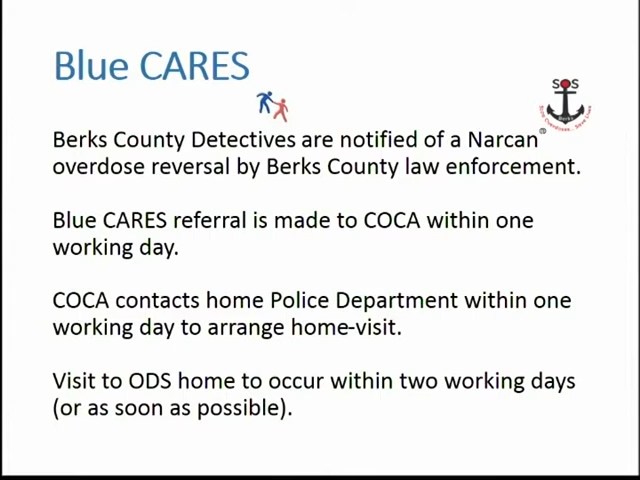 Blue CARES
SOS
Berks
Berks County Detectives are notified of a Narcan
overdose reversal by Berks County law enforcement.
Blue CARES referral is made to COCA within one
working day.
COCA contacts home Police Department within one
working day to arrange home-visit.
Visit to ODS home to occur within two working days
(or as soon as possible).